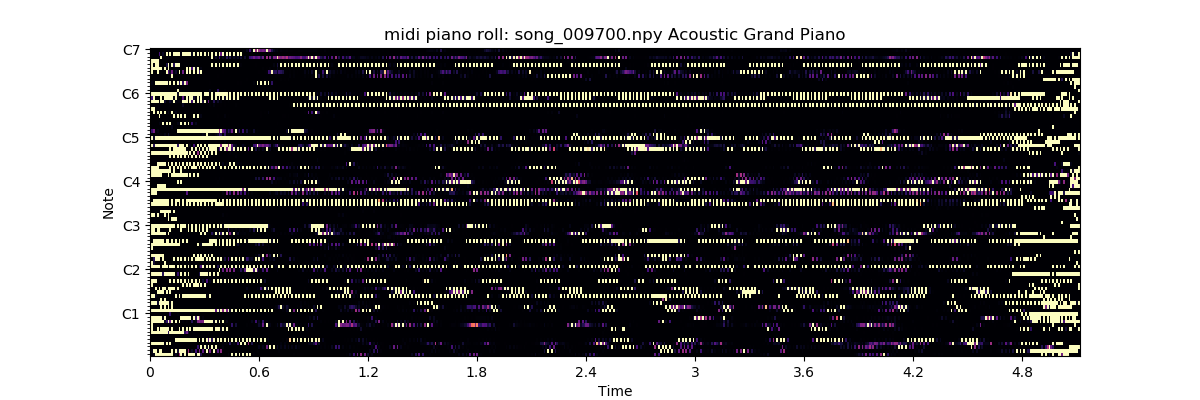 midi piano roll: song_009700.npy Acoustic Grand Piano
C7
C6
C5
C4
C3
C2
C1
Note
0 0.6 1.2 1.8 2.4 3 3.6 4.2 4.8
Time